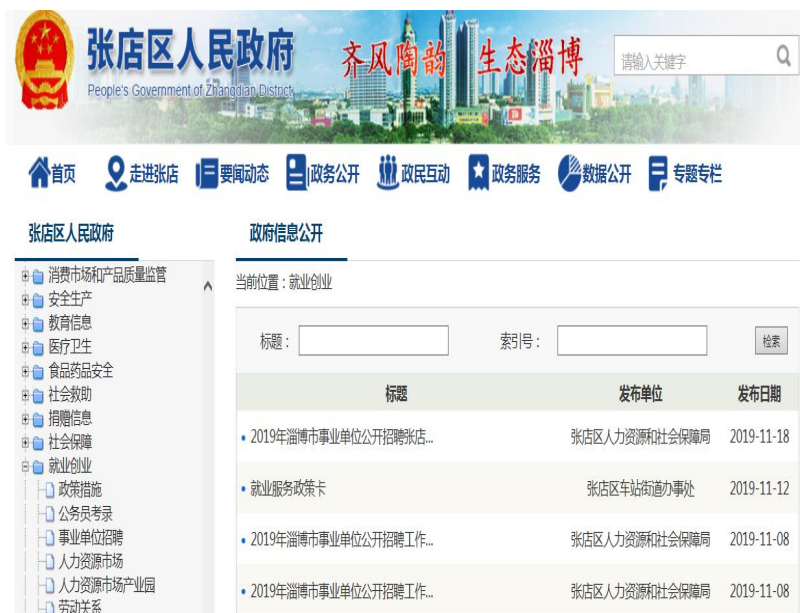 张店区人民政府
People's Government of Zhangdian District
齐风陶韵 生态淄博
请输入关键字
首页 走进张店 要闻动态 政务公开 政民互动 政务服务 数据公开 专题专栏
张店区人民政府
消费市场和产品质量监管
安全生产
教育信息
医疗卫生
食品药品安全
社会救助
捐赠信息
社会保障
就业创业
政策措施
公务员考录
事业单位招聘
人力资源市场
人力资源市场产业园
劳动关系
政府信息公开
当前位置：就业创业
标题： 索引号： 检索
标题 发布单位 发布日期
2019年淄博市事业单位公开招聘张店... 张店区人力资源和社会保障局 2019-11-18
就业服务政策卡 张店区车站街道办事处 2019-11-12
2019年淄博市事业单位公开招聘工作... 张店区人力资源和社会保障局 2019-11-08
2019年淄博市事业单位公开招聘工作... 张店区人力资源和社会保障局 2019-11-08